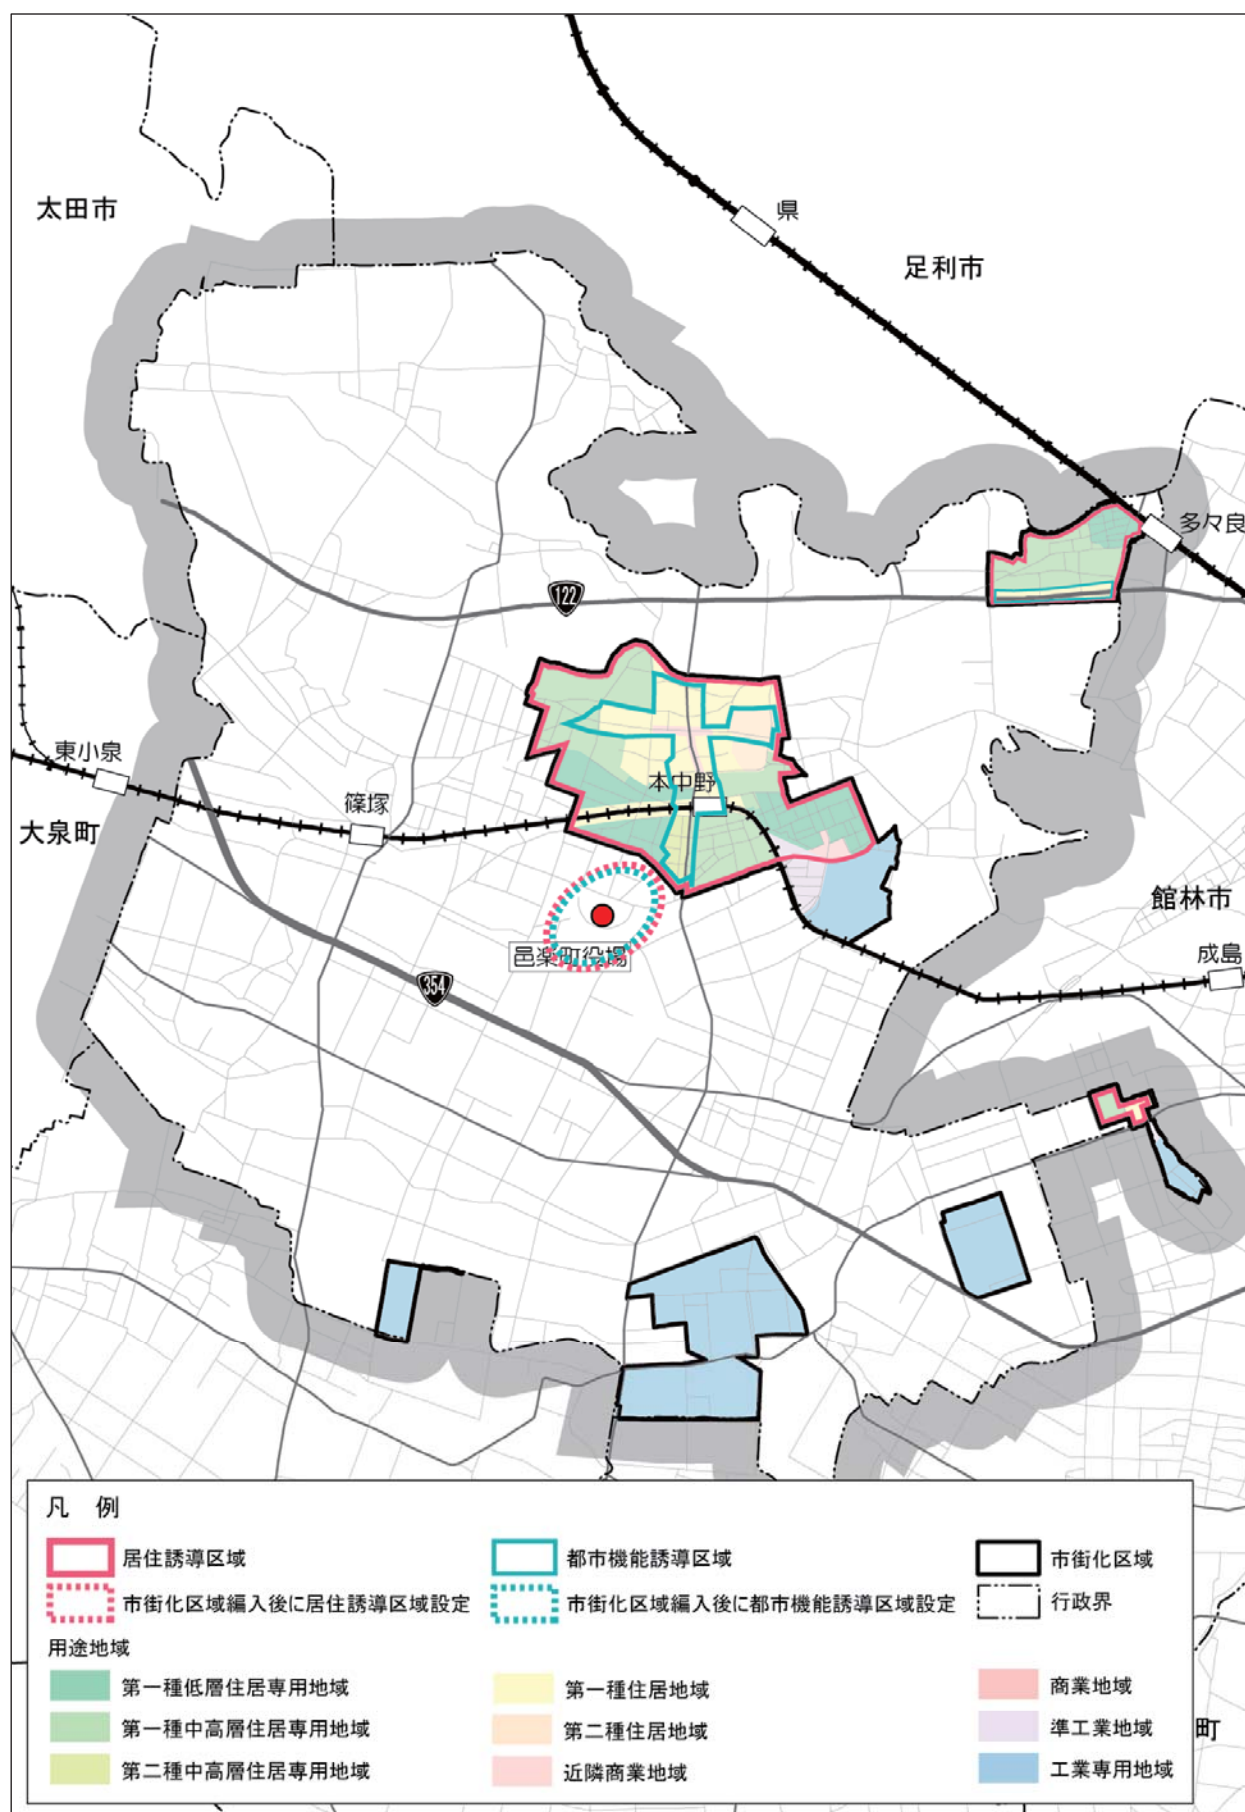 太田市
県
足利市
多々良
122
東小泉
篠塚
本中野
大泉町
館林市
邑楽町役場
成島
354
凡 例
居住誘導区域
都市機能誘導区域
市街化区域
市街化区域編入後に居住誘導区域設定
市街化区域編入後に都市機能誘導区域設定
行政界
用途地域
第一種低層住居専用地域
第一種住居地域
商業地域
第一種中高層住居専用地域
第二種住居地域
準工業地域
町
第二種中高層住居専用地域
近隣商業地域
工業専用地域